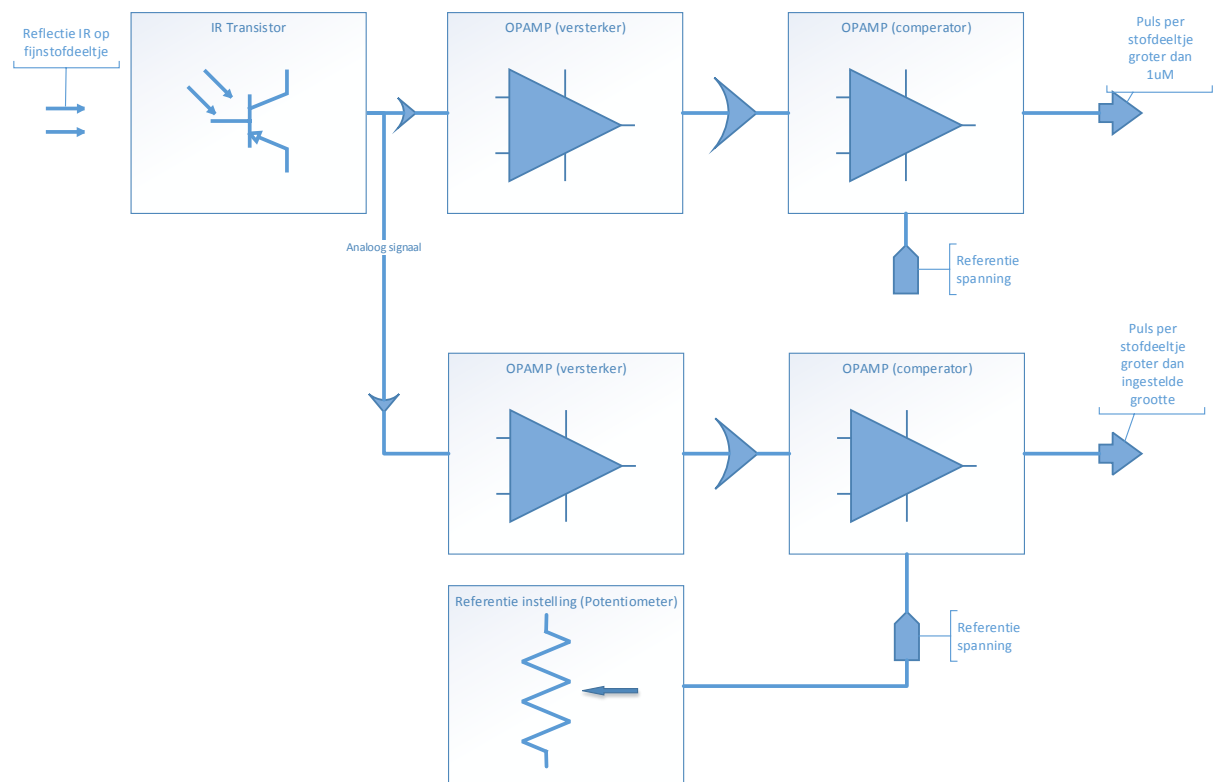 Reflectie IR op
fijnstofdeeltje
IR Transistor
OPAMP (versterker)
OPAMP (comperator)
Puls per
stofdeeltje
groter dan
1uM
Analoog signaal
Referentie
spanning
OPAMP (versterker)
OPAMP (comperator)
Puls per
stofdeeltje
groter dan
ingestelde
grootte
Referentie instelling (Potentiometer)
Referentie
spanning